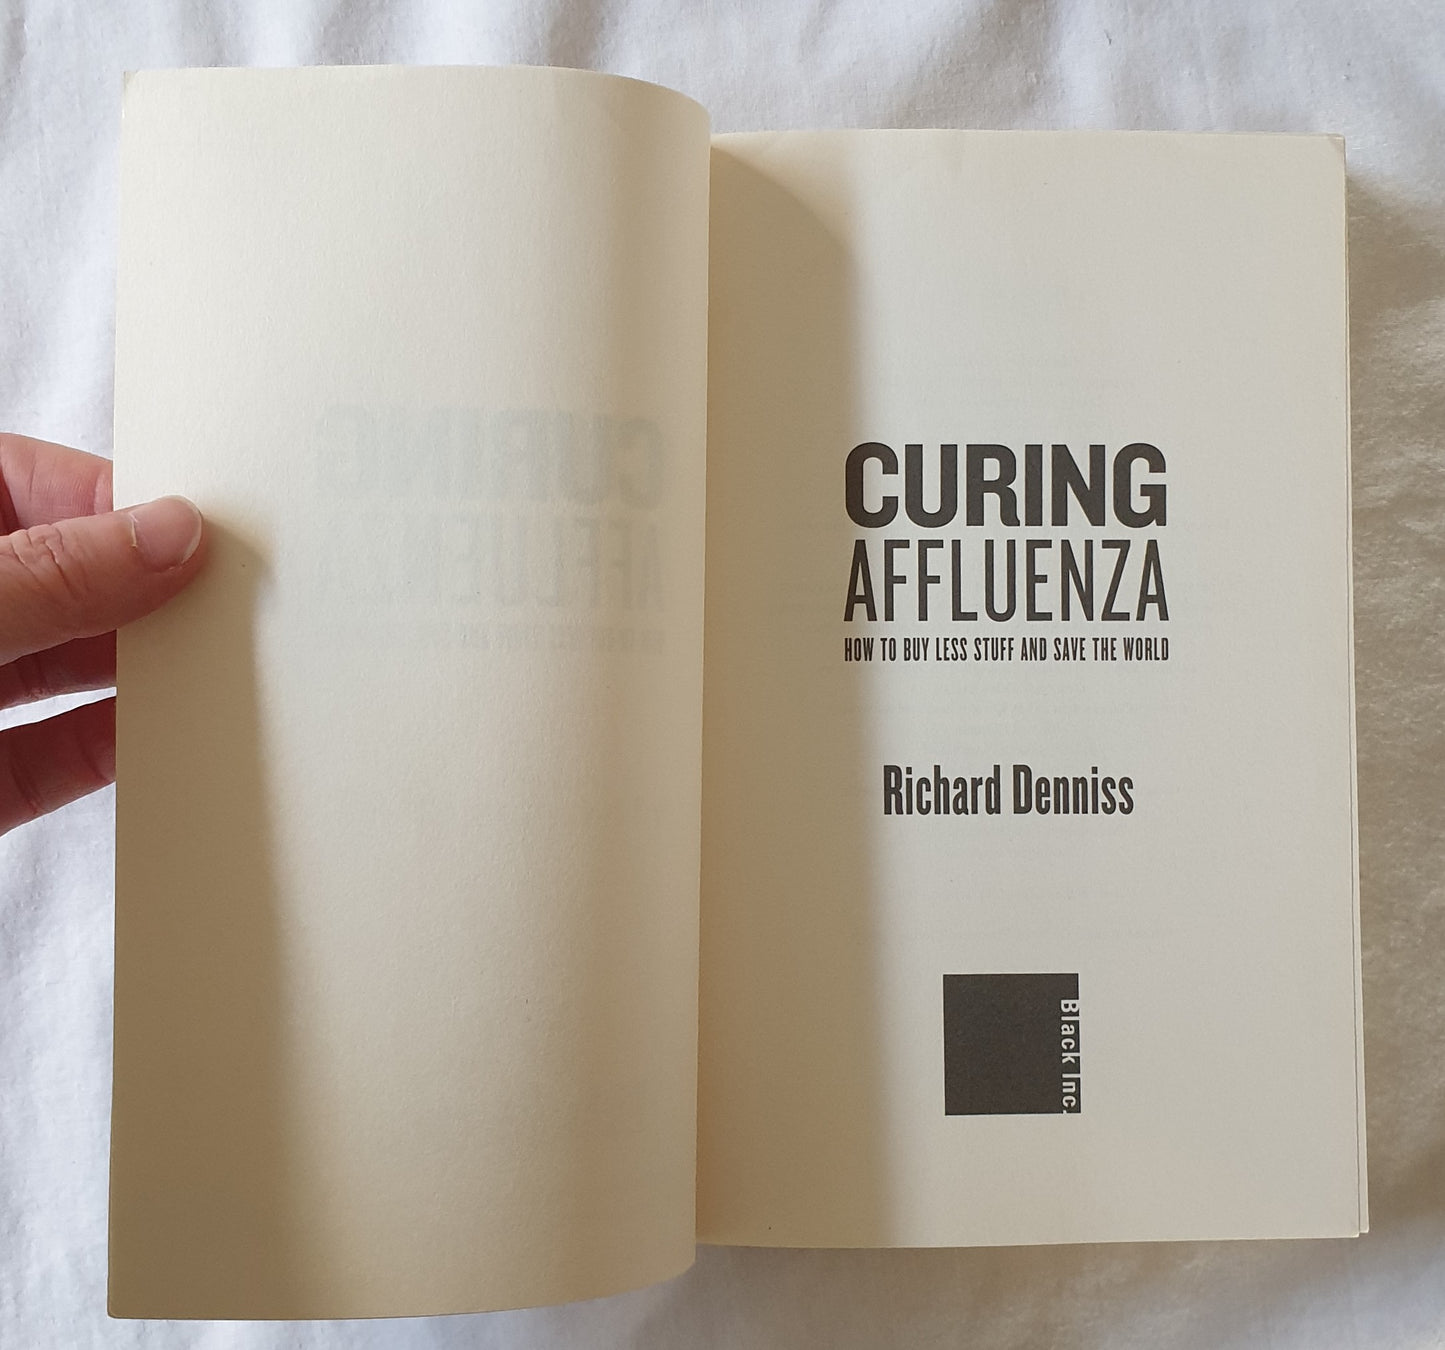 CURING
AFFLUENZA
HOW TO BUY LESS STUFF AND SAVE THE WORLD
Richard Denniss
Black Inc.